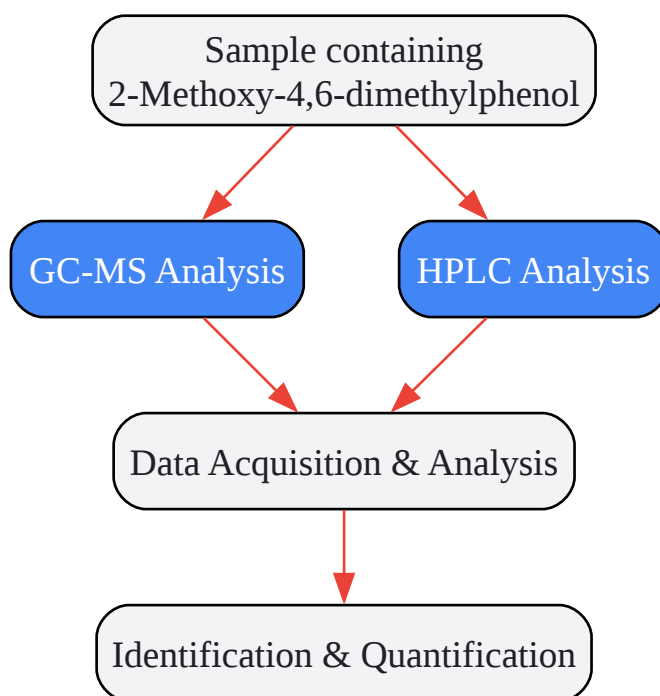 Sample containing
2-Methoxy-4,6-dimethylphenol
GC-MS Analysis
HPLC Analysis
Data Acquisition & Analysis
Identification & Quantification